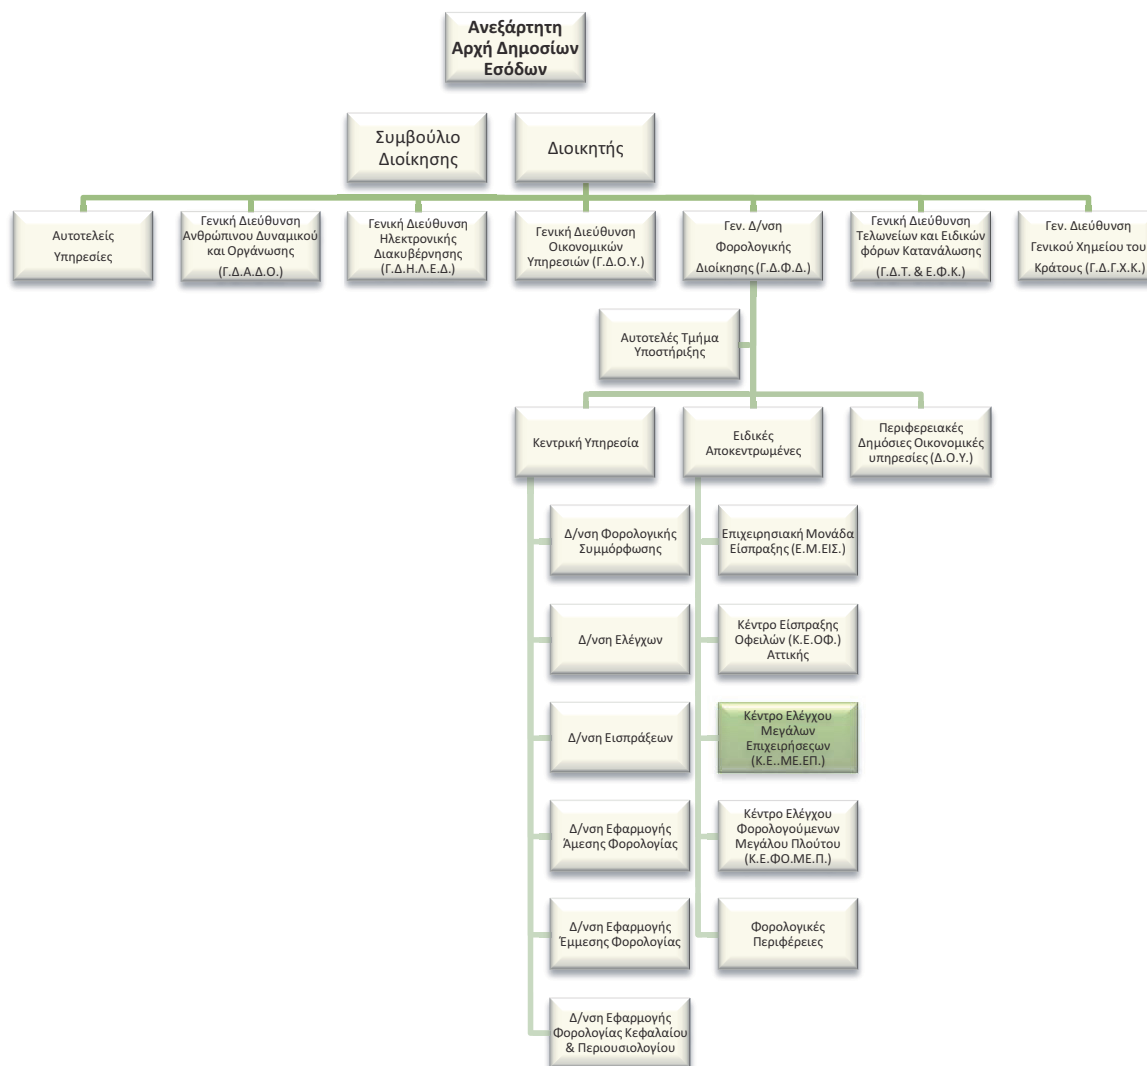 Ανεξάρτητη
Αρχή Δημοσίων
Εσόδων
Συμβούλιο
Διοίκησης
Διοικητής
Αυτοτελείς
Υπηρεσίες
Γενική Διεύθυνση
Ανθρώπινου Δυναμικού
και Οργάνωσης
(Γ.Δ.Α.Δ.Ο.)
Γενική Διεύθυνση
Ηλεκτρονικής
Διακυβέρνησης
(Γ.Δ.Η.Λ.Ε.Δ.)
Γενική Διεύθυνση
Οικονομικών
Υπηρεσιών (Γ.Δ.Ο.Υ.)
Γεν. Δ/νση
Φορολογικής
Διοίκησης (Γ.Δ.Φ.Δ.)
Γενική Διεύθυνση
Τελωνείων και Ειδικών
φόρων Κατανάλωσης
(Γ.Δ.Τ. & Ε.Φ.Κ.)
Γεν. Διεύθυνση
Γενικού Χημείου του
Κράτους (Γ.Δ.Γ.Χ.Κ.)
Αυτοτελές Τμήμα
Υποστήριξης
Κεντρική Υπηρεσία
Ειδικές
Αποκεντρωμένες
Περιφερειακές
Δημόσιες Οικονομικές
υπηρεσίες (Δ.Ο.Υ.)
Δ/νση Φορολογικής
Συμμόρφωσης
Δ/νση Ελέγχων
Δ/νση Εισπράξεων
Δ/νση Εφαρμογής
Άμεσης Φορολογίας
Δ/νση Εφαρμογής
Έμμεσης Φορολογίας
Δ/νση Εφαρμογής
Φορολογίας Κεφαλαίου
& Περιουσιολογίου
Επιχειρησιακή Μονάδα
Είσπραξης (Ε.Μ.ΕΙΣ.)
Κέντρο Είσπραξης
Οφειλών (Κ.Ε.ΟΦ.)
Αττικής
Κέντρο Ελέγχου
Μεγάλων
Επιχειρήσεςων
(Κ.Ε..ΜΕ.ΕΠ.)
Κέντρο Ελέγχου
Φορολογούμενων
Μεγάλου Πλούτου
(Κ.Ε.ΦΟ.ΜΕ.Π.)
Φορολογικές
Περιφέρειες